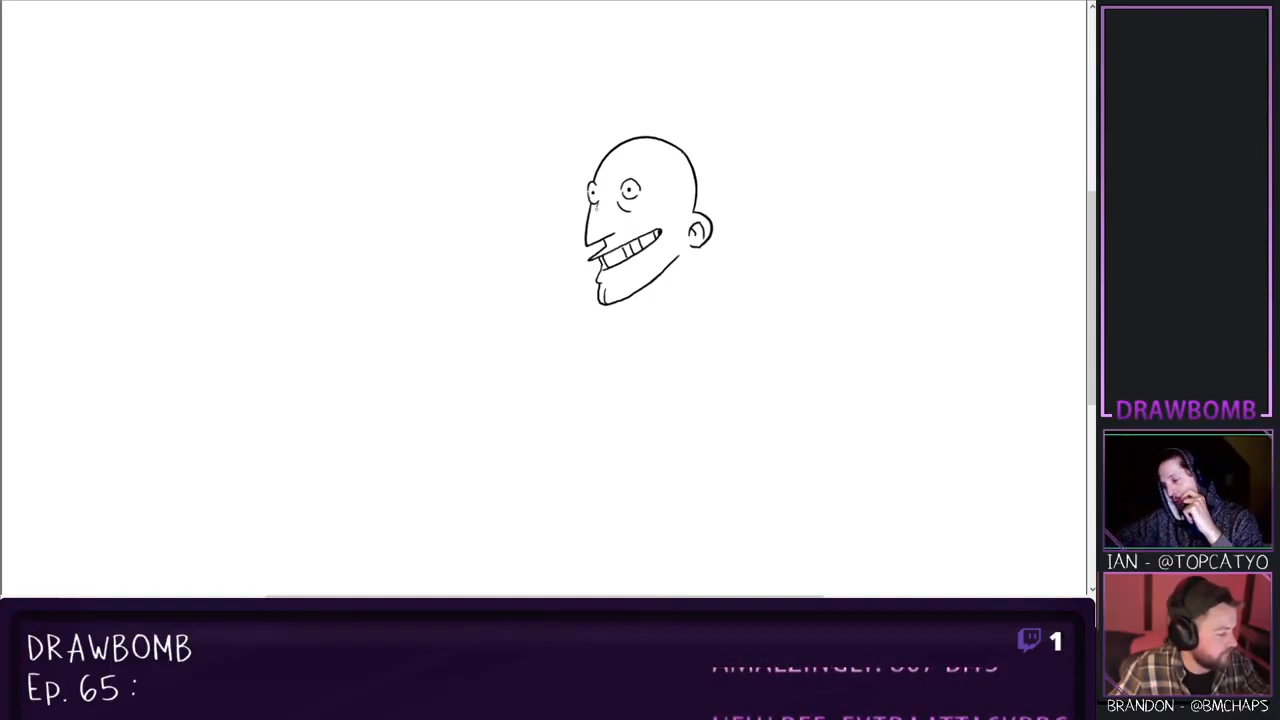 DRAWBOMB
IAN - @TOPCATYO
DRAWBOMB
Ep. 65 :
1
BRANDON - @BMCHAPS